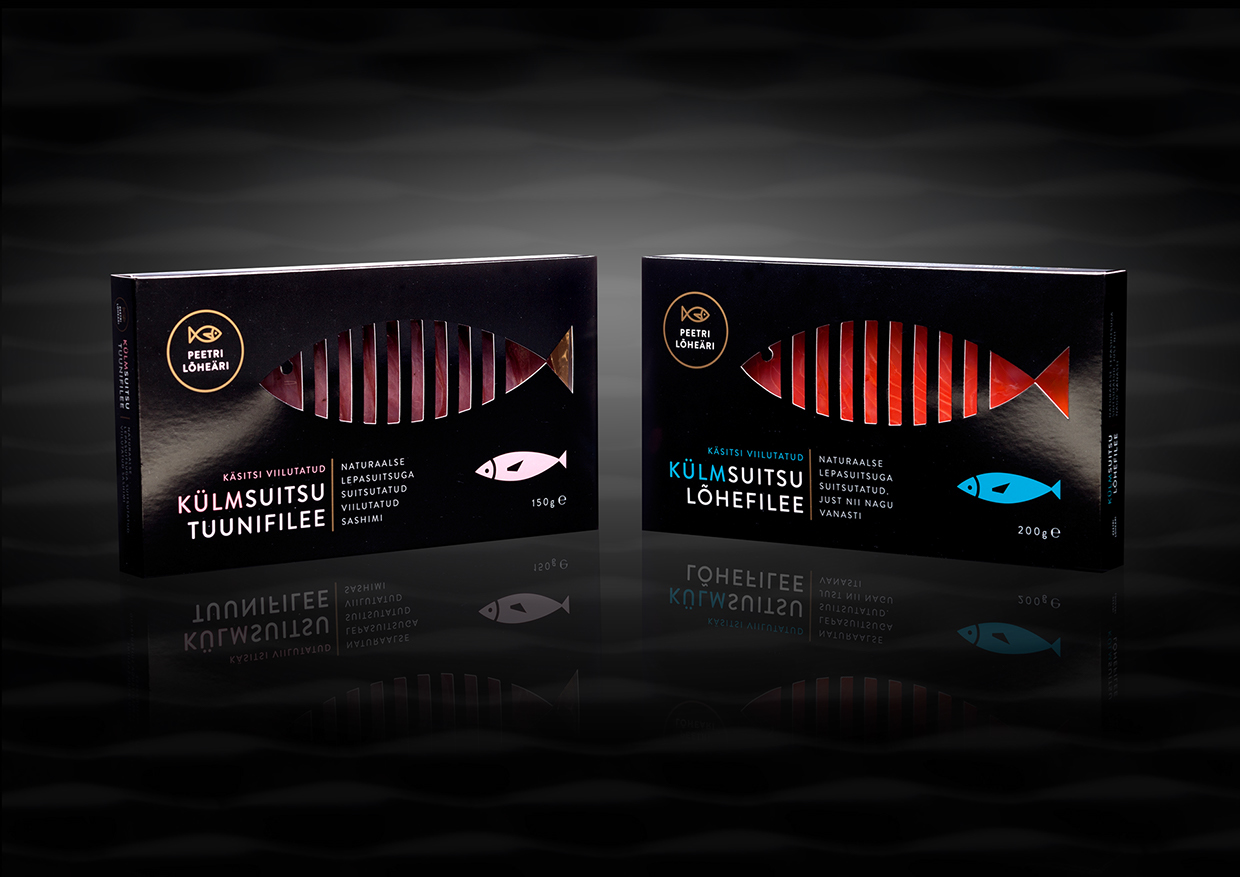 PEETRI
LÕHEÄRI
KÄSITSI VIILUTATUD
KÜLMSUITSU
TUUNIFILEE
NATURAALSE
LEPASUITSUGA
SUITSUTATUD
VIILUTATUD
SASHIMI
150g ℮
KÜLMSUITSU
TUUNIFILEE
PEETRI
LÕHEÄRI
KÄSITSI VIILUTATUD
KÜLMSUITSU
LÕHEFILEE
NATURAALSE
LEPASUITSUGA
SUITSUTATUD.
JUST NII NAGU
VANASTI
200g ℮
KÜLMSUITSU
LÕHEFILEE